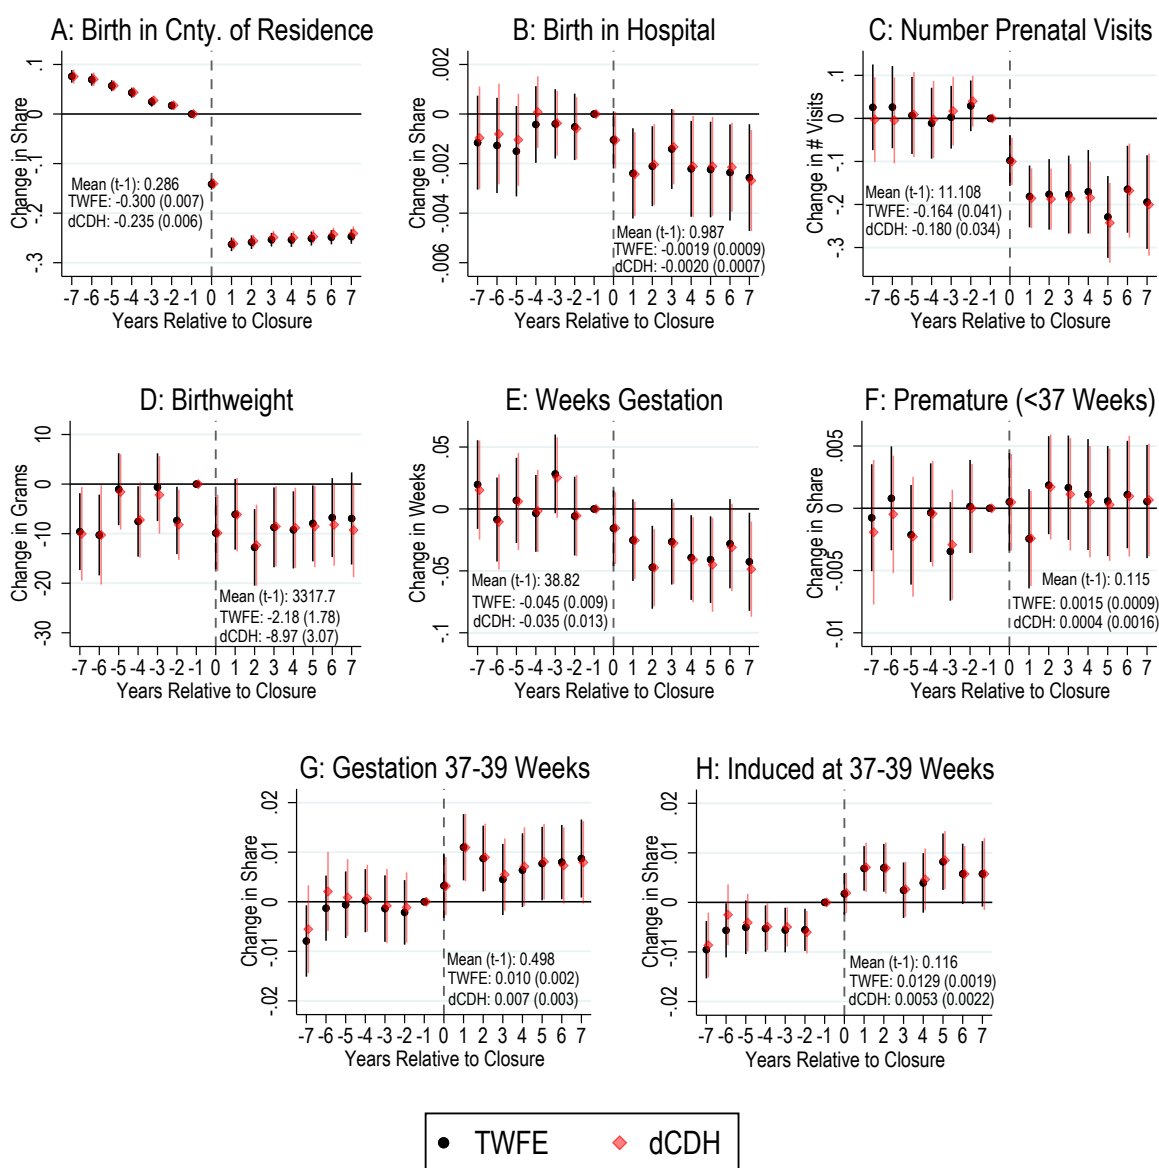 A: Birth in Cnty. of Residence
Change in Share
.1
0
-.1
-.2
-.3
Mean (t-1): 0.286
TWFE: -0.300 (0.007)
dCDH: -0.235 (0.006)
-7 -6 -5 -4 -3 -2 -1 0 1 2 3 4 5 6 7
Years Relative to Closure
B: Birth in Hospital
Change in Share
.002
0
-.002
-.004
-.006
Mean (t-1): 0.987
TWFE: -0.0019 (0.0009)
dCDH: -0.0020 (0.0007)
-7 -6 -5 -4 -3 -2 -1 0 1 2 3 4 5 6 7
Years Relative to Closure
C: Number Prenatal Visits
Change in # Visits
.1
0
-.1
-.2
-.3
Mean (t-1): 11.108
TWFE: -0.164 (0.041)
dCDH: -0.180 (0.034)
-7 -6 -5 -4 -3 -2 -1 0 1 2 3 4 5 6 7
Years Relative to Closure
D: Birthweight
Change in Grams
10
0
-10
-20
-30
Mean (t-1): 3317.7
TWFE: -2.18 (1.78)
dCDH: -8.97 (3.07)
-7 -6 -5 -4 -3 -2 -1 0 1 2 3 4 5 6 7
Years Relative to Closure
E: Weeks Gestation
Change in Weeks
.05
0
-.05
-.1
Mean (t-1): 38.82
TWFE: -0.045 (0.009)
dCDH: -0.035 (0.013)
-7 -6 -5 -4 -3 -2 -1 0 1 2 3 4 5 6 7
Years Relative to Closure
F: Premature (<37 Weeks)
Change in Share
.005
0
-.005
-.01
Mean (t-1): 0.115
TWFE: 0.0015 (0.0009)
dCDH: 0.0004 (0.0016)
-7 -6 -5 -4 -3 -2 -1 0 1 2 3 4 5 6 7
Years Relative to Closure
G: Gestation 37-39 Weeks
Change in Share
.02
.01
0
-.01
-.02
Mean (t-1): 0.498
TWFE: 0.010 (0.002)
dCDH: 0.007 (0.003)
-7 -6 -5 -4 -3 -2 -1 0 1 2 3 4 5 6 7
Years Relative to Closure
H: Induced at 37-39 Weeks
Change in Share
.02
.01
0
-.01
-.02
Mean (t-1): 0.116
TWFE: 0.0129 (0.0019)
dCDH: 0.0053 (0.0022)
-7 -6 -5 -4 -3 -2 -1 0 1 2 3 4 5 6 7
Years Relative to Closure
TWFE dCDH